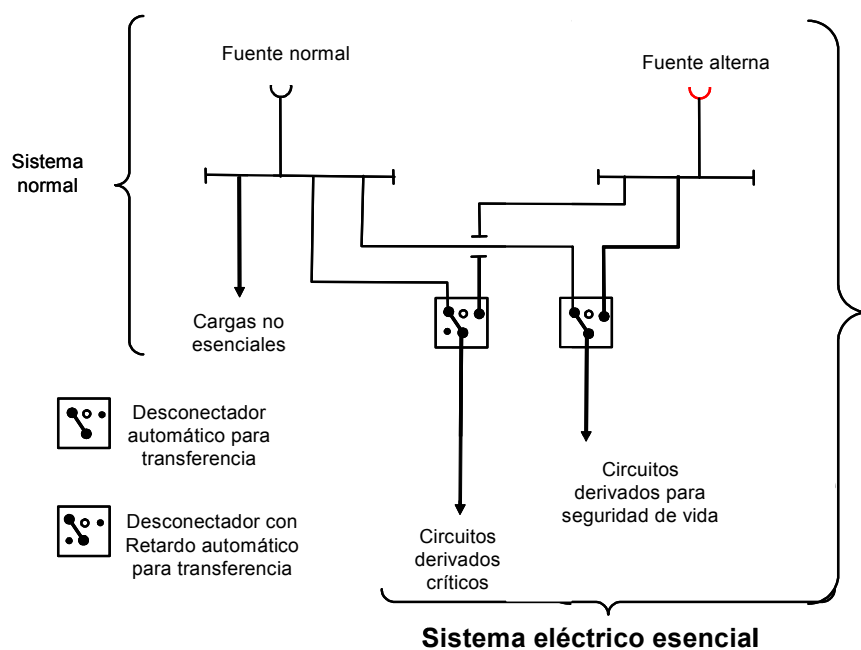 Fuente normal
Fuente alterna
Sistema
normal
Cargas no
esenciales
Desconectador
automático para
transferencia
Desconectador con
Retardo automático
para transferencia
Circuitos
derivados
críticos
Circuitos
derivados para
seguridad de vida
Sistema eléctrico esencial